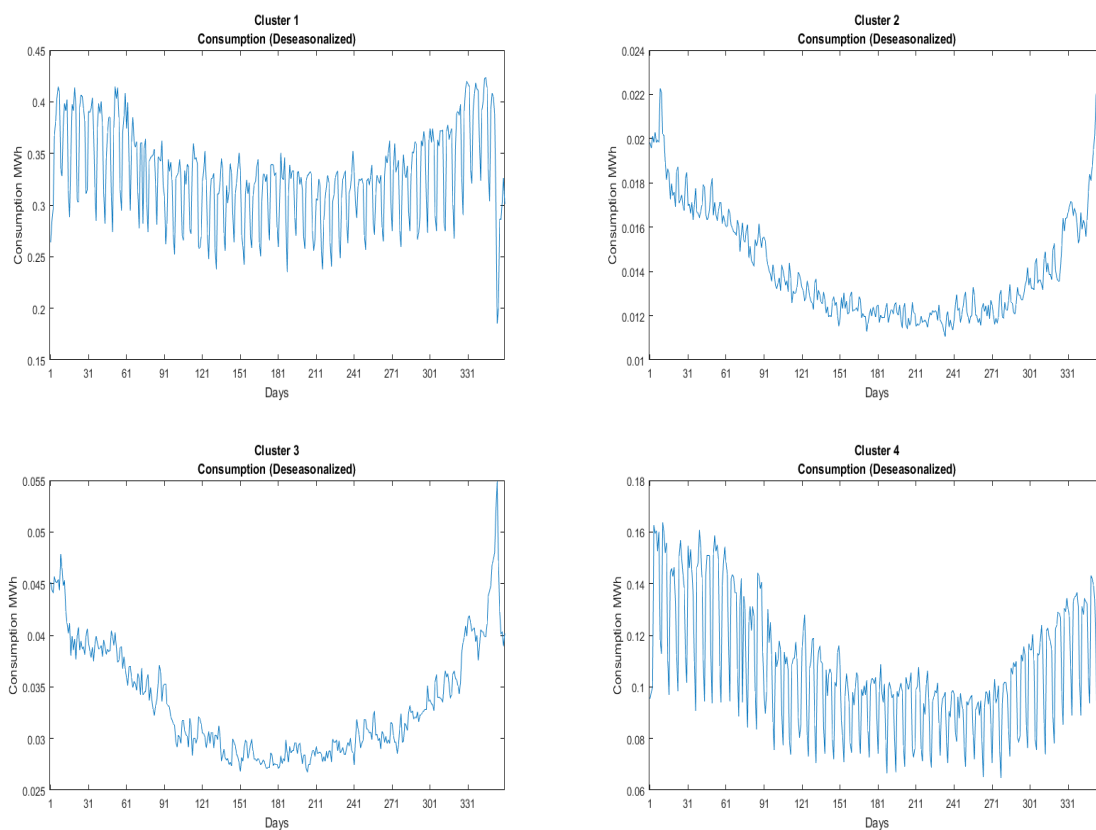 Cluster 1
Consumption (Deseasonalized)
0.45
0.4
0.35
0.3
0.25
0.2
0.15
Consumption MWh
1 31 61 91 121 151 181 211 241 271 301 331
Days
Cluster 2
Consumption (Deseasonalized)
0.024
0.022
0.02
0.018
0.016
0.014
0.012
0.01
Consumption MWh
1 31 61 91 121 151 181 211 241 271 301 331
Days
Cluster 3
Consumption (Deseasonalized)
0.055
0.05
0.045
0.04
0.035
0.03
0.025
Consumption MWh
1 31 61 91 121 151 181 211 241 271 301 331
Days
Cluster 4
Consumption (Deseasonalized)
0.18
0.16
0.14
0.12
0.1
0.08
0.06
Consumption MWh
1 31 61 91 121 151 181 211 241 271 301 331
Days